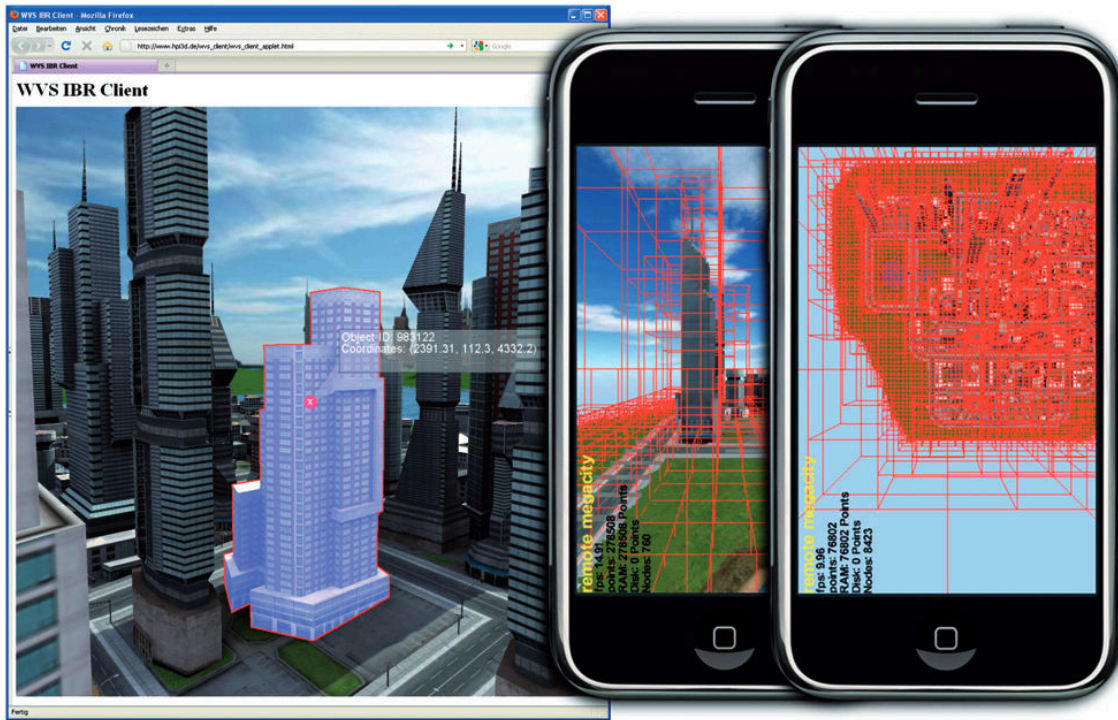 WVS IBR Client - Mozilla Firefox
Datei Bearbeiten Ansicht Chronik Lesezeichen Extras Hilfe
http://www.hpi3d.de/wvs_client/wvs_client_applet.html
Google
WVS IBR Client
WVS IBR Client
Object ID: 983122
Coordinates: (2391.31, 112.3, 4332.2)
X
Fertig
remote megacity
fps: 14.91
points: 278508
RAM: 278508 Points
Disk: 0 Points
Nodes: 760
remote megacity
fps: 9.96
points: 76802
RAM: 76802 Points
Disk: 0 Points
Nodes: 8423